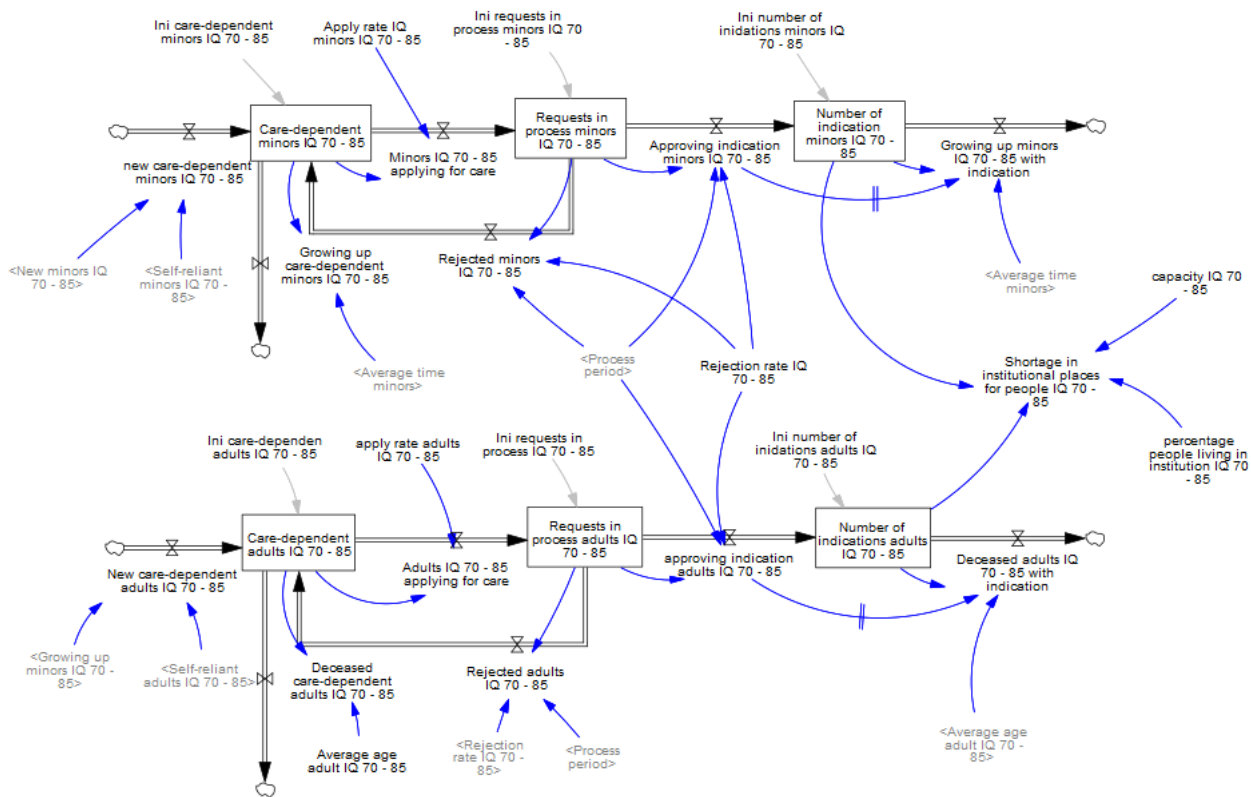 Ini care-dependent
minors IQ 70 - 85
Apply rate IQ
minors IQ 70 - 85
Ini requests in
process minors IQ 70 -
85
Ini number of
inidations minors IQ
70 - 85
Care-dependent
minors IQ 70 - 85
Requests in
process minors
IQ 70 - 85
Number of
indication
minors IQ 70 -
85
new care-dependent
minors IQ 70 - 85
Minors IQ 70 - 85
applying for care
Approving indication
minors IQ 70 - 85
Growing up minors
IQ 70 - 85 with
indication
<New minors IQ
70 - 85>
<Self-reliant
minors IQ 70 - 85>
Growing up
care-dependent
minors IQ 70 - 85
Rejected minors
IQ 70 - 85
<Average time
minors>
capacity IQ 70
- 85
<Average time
minors>
<Process
period>
Rejection rate IQ
70 - 85
Shortage in
institutional places
for people IQ 70 -
85
percentage
people living in
institution IQ 70
- 85
Ini care-dependen
adults IQ 70 - 85
apply rate adults
IQ 70 - 85
Ini requests in
process IQ 70 - 85
Ini number of
inidations adults IQ
70 - 85
Care-dependent
adults IQ 70 - 85
Requests in
process adults IQ
70 - 85
Number of
indications adults
IQ 70 - 85
New care-dependent
adults IQ 70 - 85
Adults IQ 70 - 85
applying for care
approving indication
adults IQ 70 - 85
Deceased adults IQ
70 - 85 with
indication
<Growing up
minors IQ 70 -
85>
<Self-reliant
adults IQ 70 - 85>
Deceased
care-dependent
adults IQ 70 - 85
Rejected adults
IQ 70 - 85
Average age
adult IQ 70 - 85
<Rejection
rate IQ 70 -
85>
<Process
period>
<Average age
adult IQ 70 -
85>